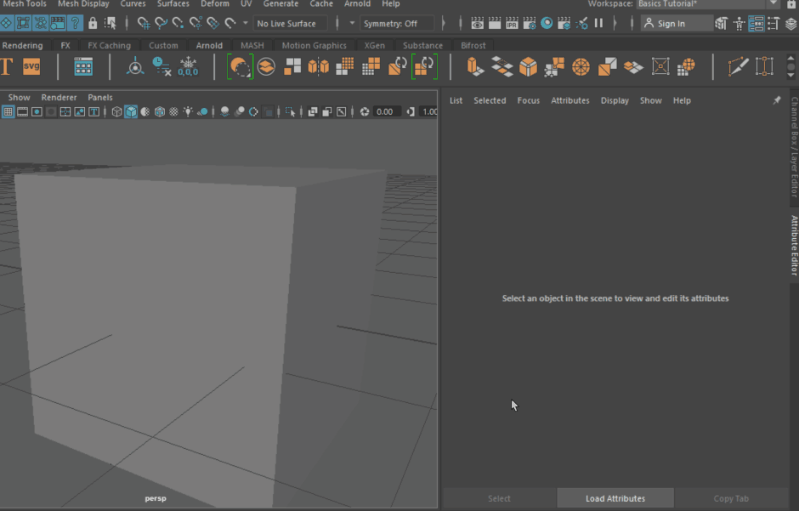 Mesh Tools Mesh Display Curves Surfaces Deform UV Generate Cache Arnold Help Workspace: Basics Tutorial*
No Live Surface Symmetry: Off Sign In
Rendering FX FX Caching Custom Arnold MASH Motion Graphics XGen Substance Bifrost
T SVG 0,0,0
Show Renderer Panels
0.00 1.00
List Selected Focus Attributes Display Show Help
Channel Box / Layer Editor
Attribute Editor
Select an object in the scene to view and edit its attributes
persp
Select Load Attributes Copy Tab